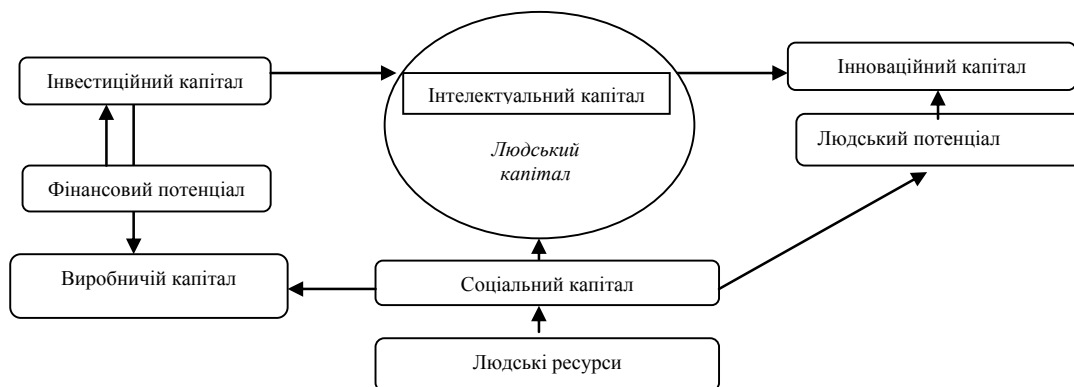 Інвестиційний капітал
Інтелектуальний капітал
Людський
капітал
Інноваційний капітал
Людський потенціал
Фінансовий потенціал
Виробничій капітал
Соціальний капітал
Людські ресурси